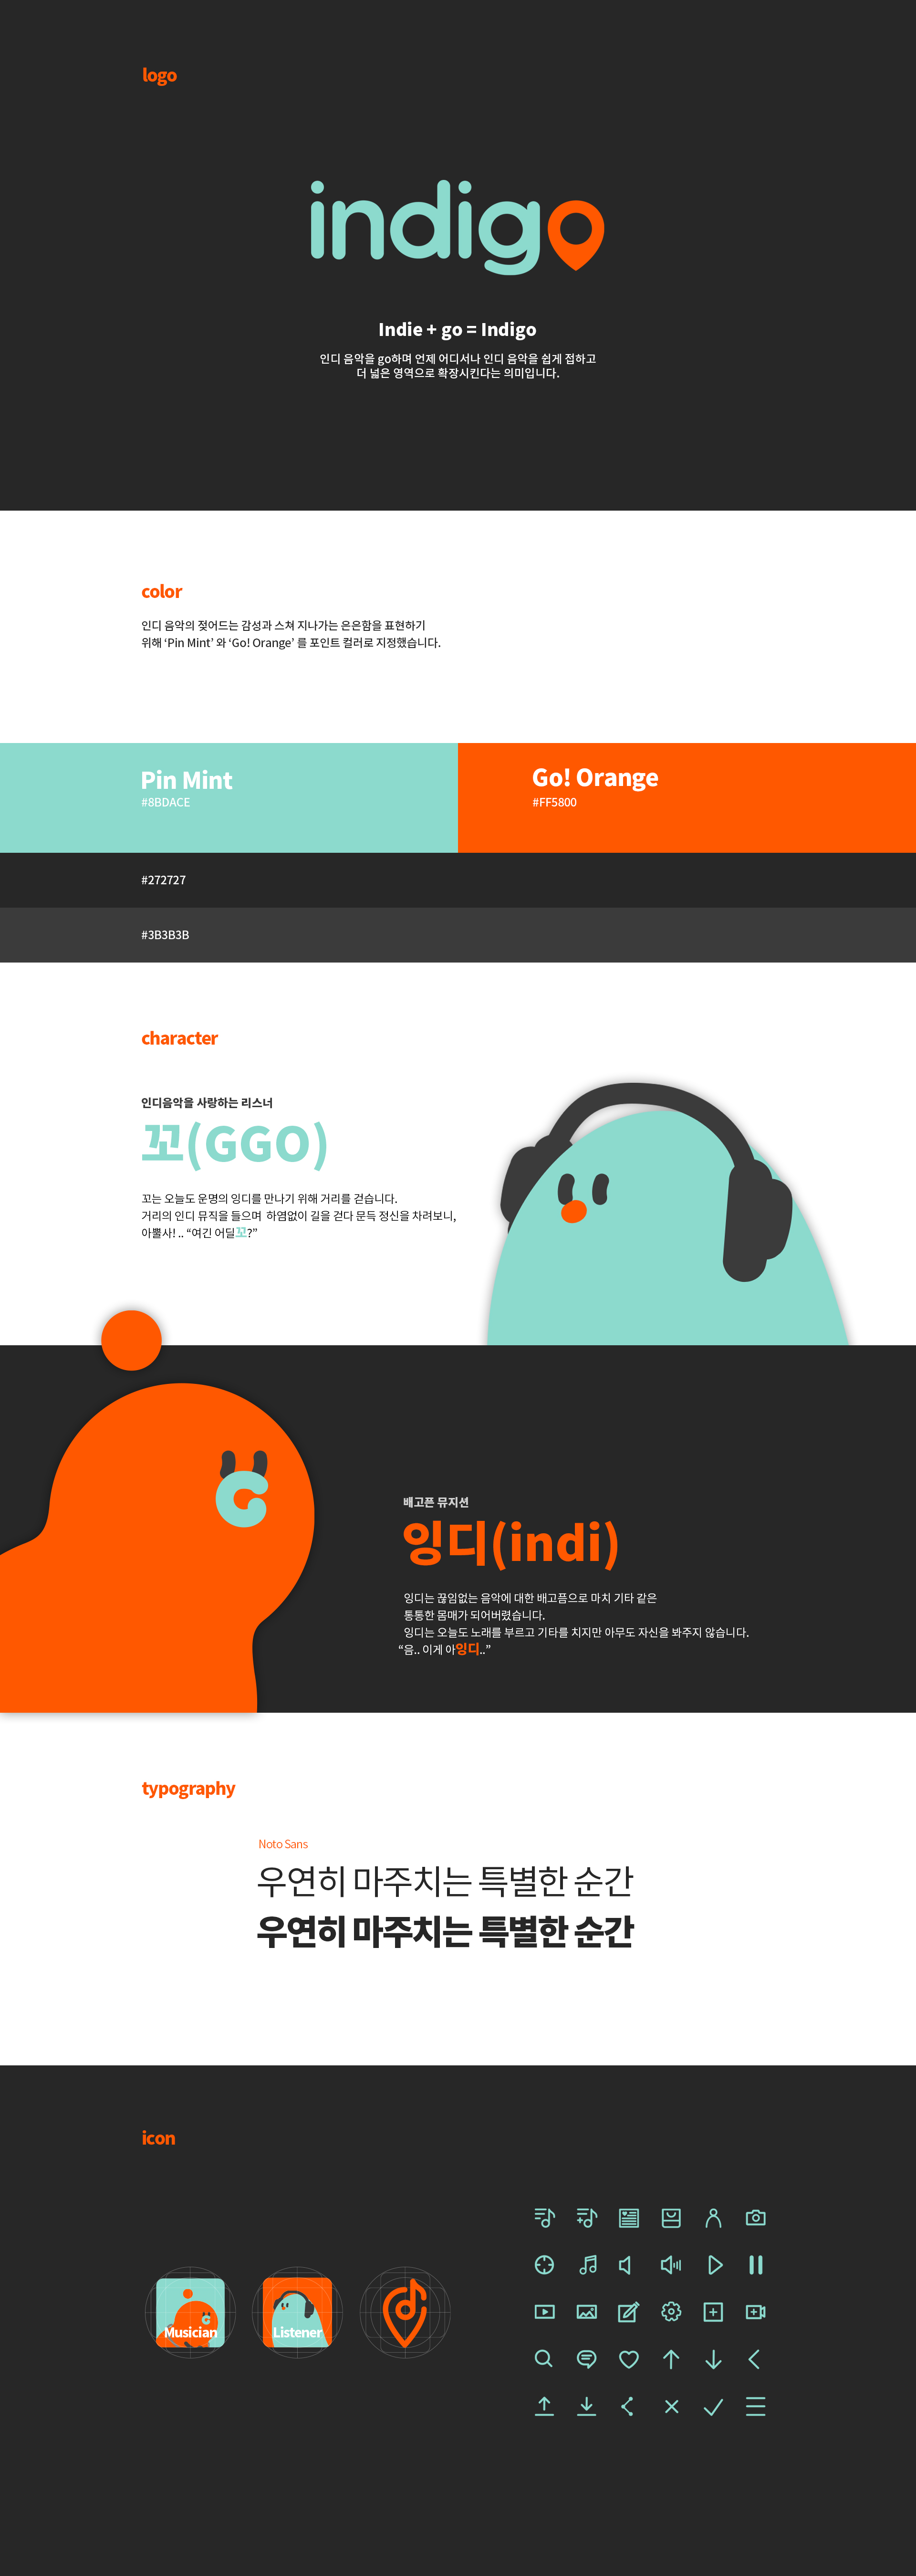 logo
indigo
Indie + go = Indigo
인디 음악을 go하며 언제 어디서나 인디 음악을 쉽게 접하고
더 넓은 영역으로 확장시킨다는 의미입니다.
color
인디 음악의 젖어드는 감성과 스쳐 지나가는 은은함을 표현하기
위해 ‘Pin Mint’ 와 ‘Go! Orange’ 를 포인트 컬러로 지정했습니다.
Pin Mint
#8BDACE
Go! Orange
#FF5800
#272727
#3B3B3B
character
인디음악을 사랑하는 리스너
꼬(GGO)
꼬는 오늘도 운명의 잉디를 만나기 위해 거리를 걷습니다.
거리의 인디 뮤직을 들으며 하염없이 길을 걷다 문득 정신을 차려보니,
아뿔사! .. “여긴 어딜꼬?”
배고픈 뮤지션
잉디(indi)
잉디는 끊임없는 음악에 대한 배고픔으로 마치 기타 같은
통통한 몸매가 되어버렸습니다.
잉디는 오늘도 노래를 부르고 기타를 치지만 아무도 자신을 봐주지 않습니다.
“음.. 이게 아잉디..”
typography
Noto Sans
우연히 마주치는 특별한 순간
우연히 마주치는 특별한 순간
icon
Musician
Listener